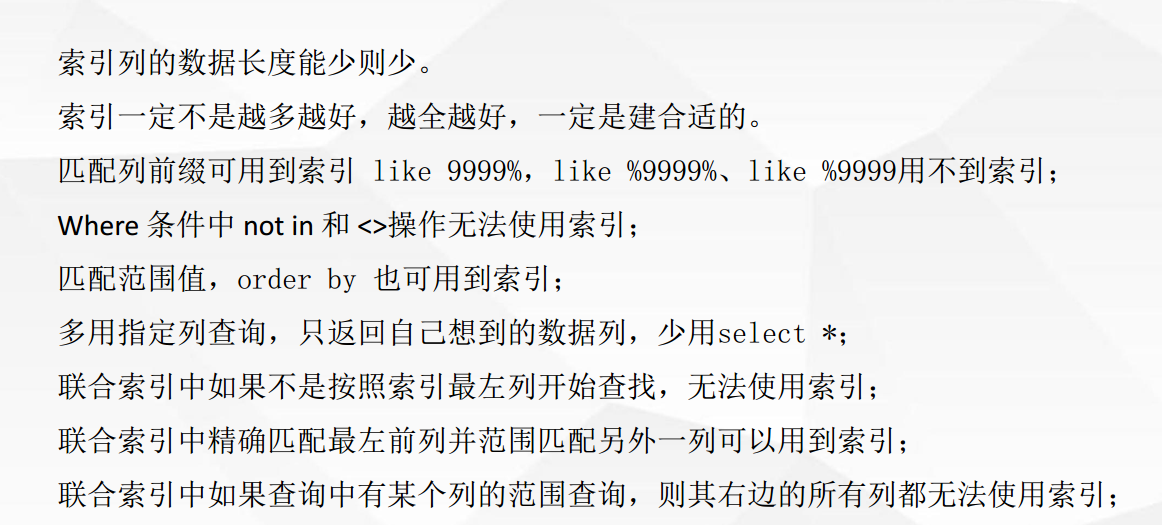 索引列的数据长度能少则少。
索引一定不是越多越好，越全越好，一定是建合适的。
匹配列前缀可用到索引 like 9999%，like %9999%、like %9999用不到索引；
Where 条件中 not in 和 <>操作无法使用索引；
匹配范围值，order by 也可用到索引；
多用指定列查询，只返回自己想到的数据列，少用select *；
联合索引中如果不是按照索引最左列开始查找，无法使用索引；
联合索引中精确匹配最左前列并范围匹配另外一列可以用到索引；
联合索引中如果查询中有某个列的范围查询，则其右边的所有列都无法使用索引；